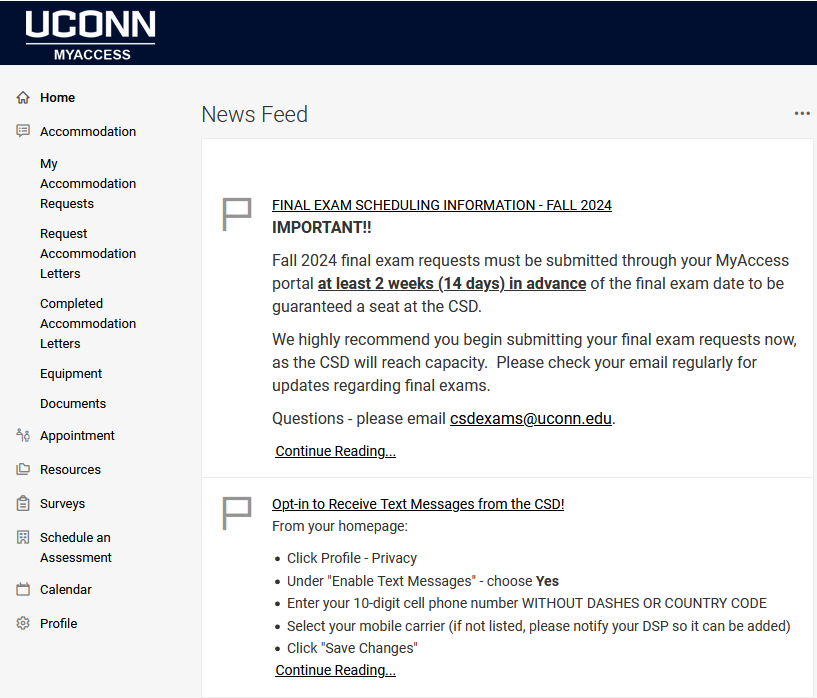 UCONN
MYACCESS
Home
Accommodation
My
Accommodation
Requests
Request
Accommodation
Letters
Completed
Accommodation
Letters
Equipment
Documents
Appointment
Resources
Surveys
Schedule an
Assessment
Calendar
Profile
News Feed
FINAL EXAM SCHEDULING INFORMATION - FALL 2024
IMPORTANT!!
Fall 2024 final exam requests must be submitted through your MyAccess
portal at least 2 weeks (14 days) in advance of the final exam date to be
guaranteed a seat at the CSD.
We highly recommend you begin submitting your final exam requests now,
as the CSD will reach capacity.  Please check your email regularly for
updates regarding final exams.
Questions - please email csdexams@uconn.edu.
Continue Reading...
Opt-in to Receive Text Messages from the CSD!
From your homepage:
• Click Profile - Privacy
• Under "Enable Text Messages" - choose Yes
• Enter your 10-digit cell phone number WITHOUT DASHES OR COUNTRY CODE
• Select your mobile carrier (if not listed, please notify your DSP so it can be added)
• Click "Save Changes"
Continue Reading...